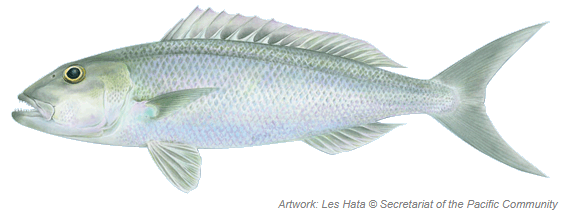 Artwork: Les Hata © Secretariat of the Pacific Community